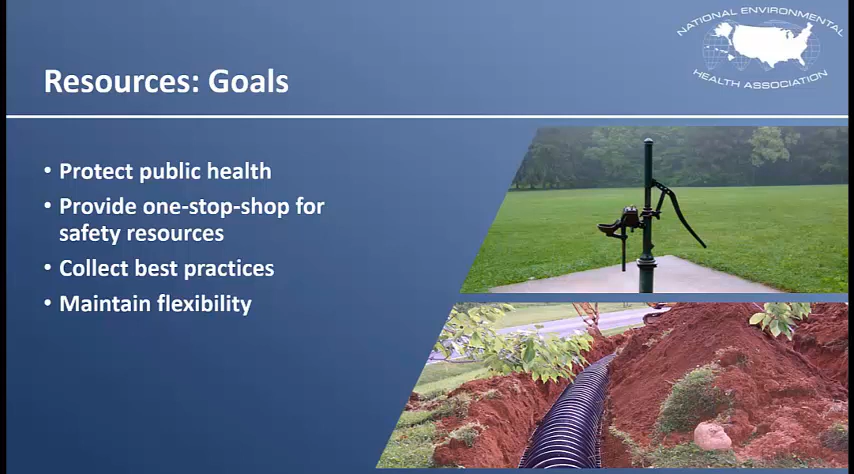 NATIONAL ENVIRONMENTAL
HEALTH ASSOCIATION
Resources: Goals
• Protect public health
• Provide one-stop-shop for
safety resources
• Collect best practices
• Maintain flexibility